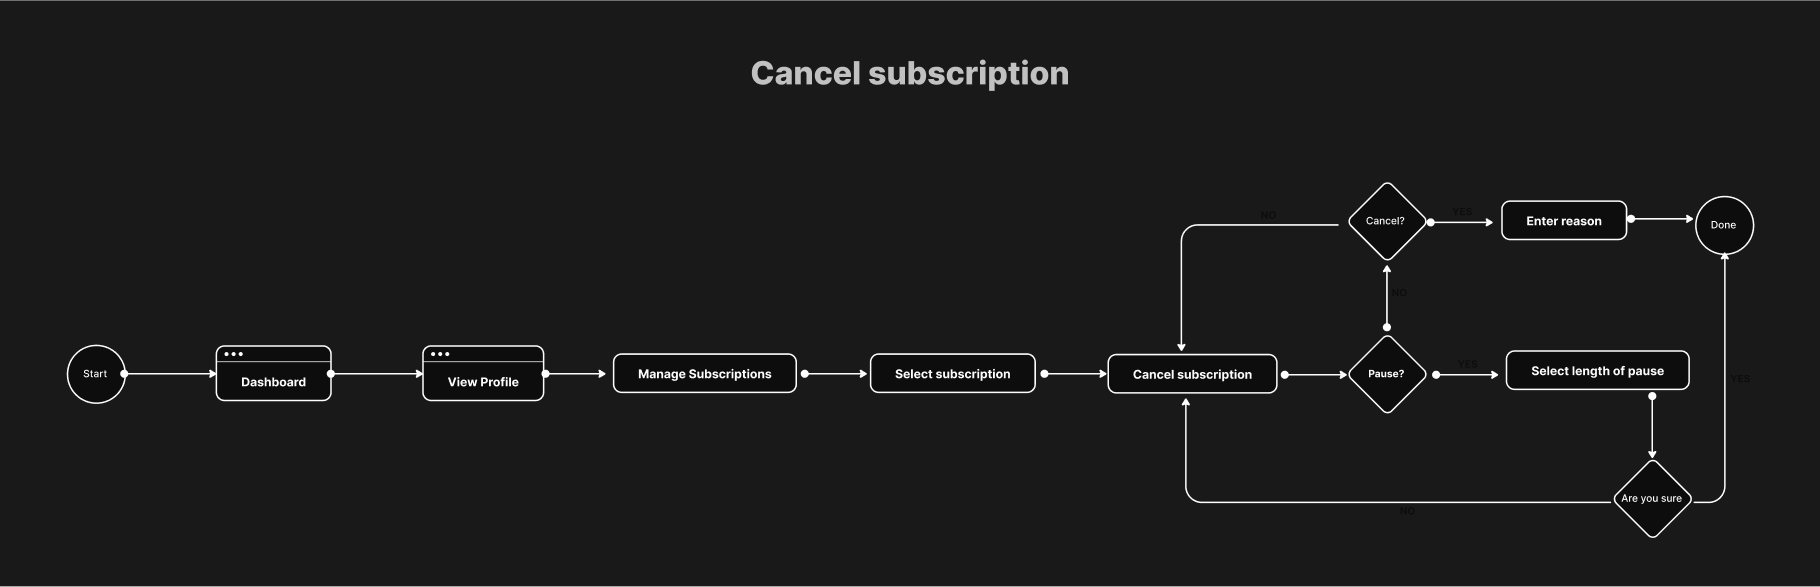 Cancel subscription
NO
Cancel?
YES
Enter reason
Done
NO
Start
Dashboard
View Profile
Manage Subscriptions
Select subscription
Cancel subscription
Pause?
YES
Select length of pause
YES
Are you sure
NO